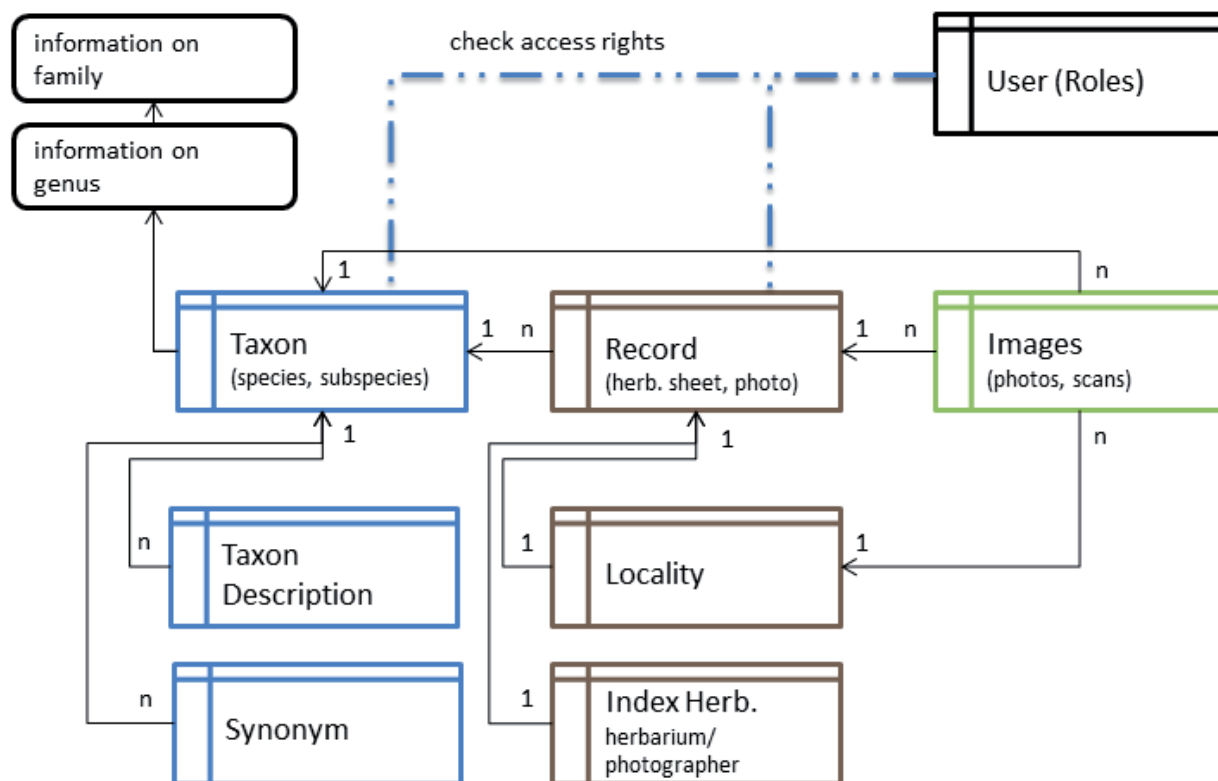 information on
family
check access rights
User (Roles)
information on
genus
1
n
Taxon
(species, subspecies)
1
n
Record
(herb. sheet, photo)
1
n
Images
(photos, scans)
1
1
n
n
Taxon
Description
1
Locality
1
n
Synonym
1
Index Herb.
herbarium/
photographer